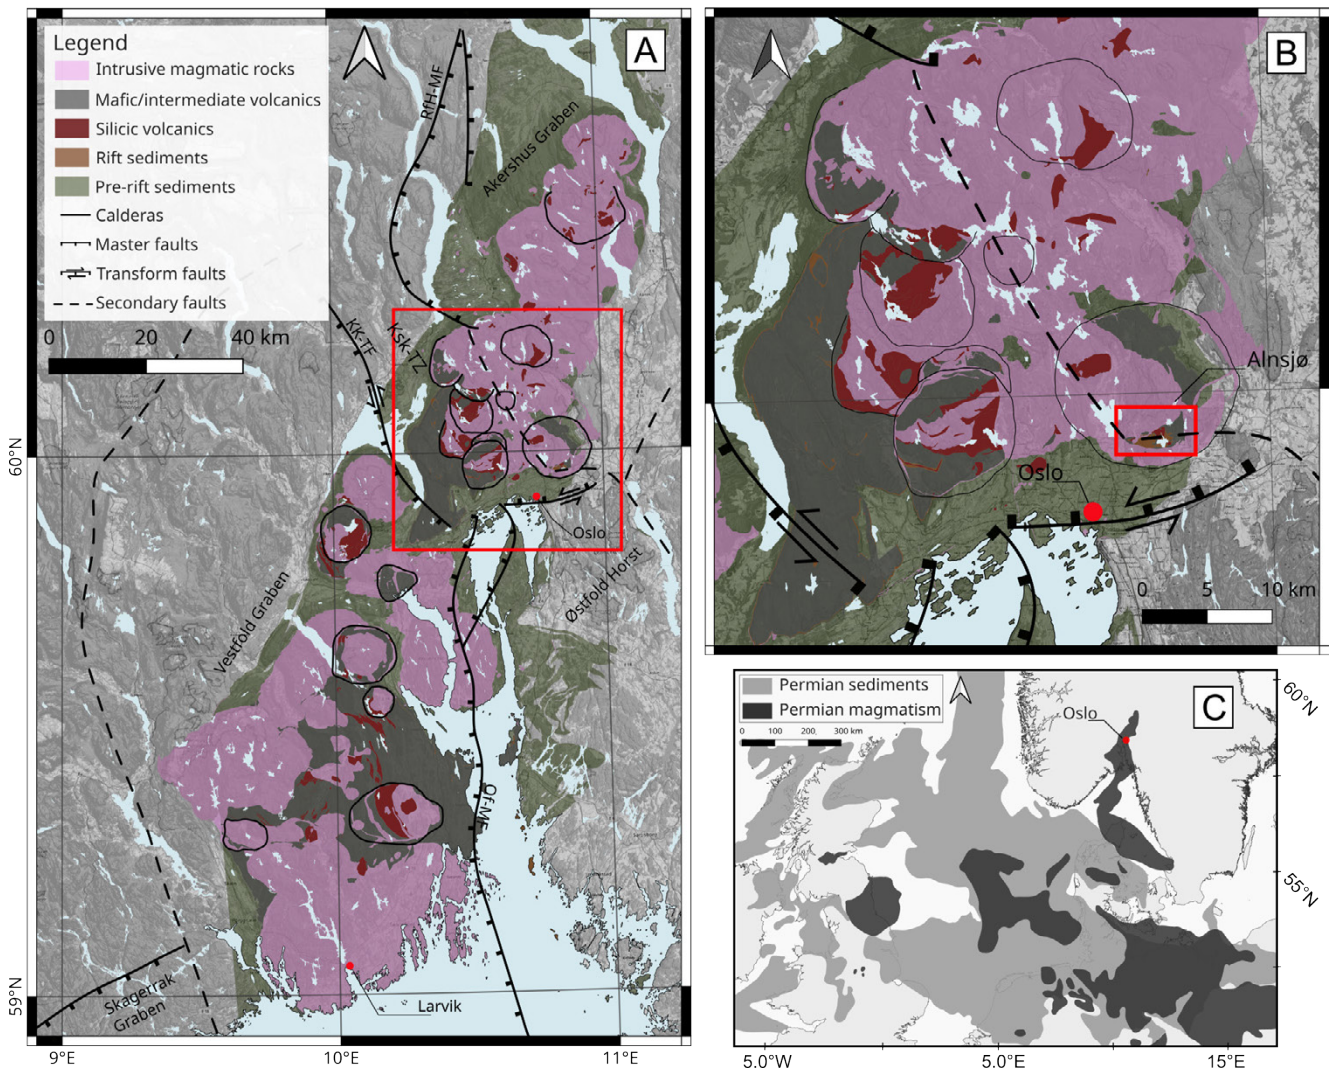 Legend
Intrusive magmatic rocks
Mafic/intermediate volcanics
Silicic volcanics
Rift sediments
Pre-rift sediments
Calderas
Master faults
Transform faults
Secondary faults
0 20 40 km
A
RfH-MF
Akershus Graben
KK-TF
Ksk-TZ
Oslo
Østfold Horst
Vestfold Graben
Of-MF
Skagerrak
Graben
Larvik
60°N
59°N
9°E
10°E
11°E
B
Alnsjø
Oslo
0 5 10 km
Permian sediments
Permian magmatism
0 100 200 300 km
C
Oslo
60°N
55°N
5.0°W
5.0°E
15°E